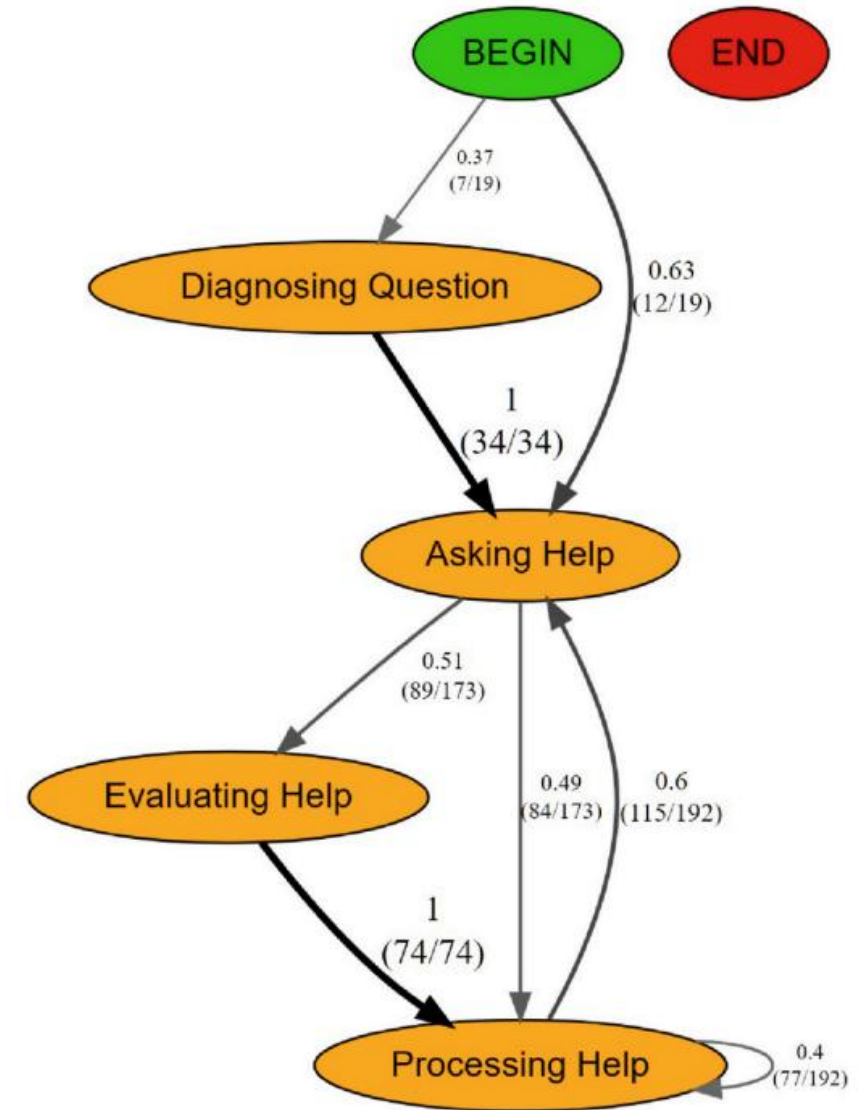 BEGIN
END
0.37
(7/19)
Diagnosing Question
0.63
(12/19)
1
(34/34)
Asking Help
0.51
(89/173)
Evaluating Help
0.49
(84/173)
0.6
(115/192)
1
(74/74)
Processing Help
0.4
(77/192)